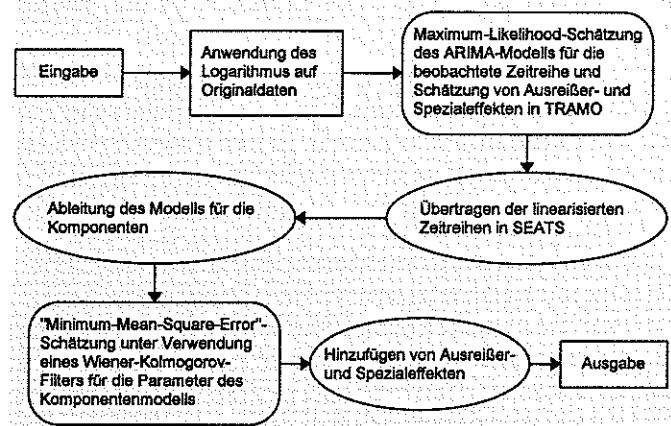 Eingabe
Anwendung des
Logarithmus auf
Originaldaten
Maximum-Likelihood-Schätzung
des ARIMA-Modells für die
beobachtete Zeitreihe und
Schätzung von Ausreißer- und
Spezialeffekten in TRAMO
Übertragen der linearisierten
Zeitreihen in SEATS
Ableitung des Modells für die
Komponenten
"Minimum-Mean-Square-Error"-
Schätzung unter Verwendung
eines Wiener-Kolmogorov-
Filters für die Parameter des
Komponentenmodells
Hinzufügen von Ausreißer-
und Spezialeffekten
Ausgabe